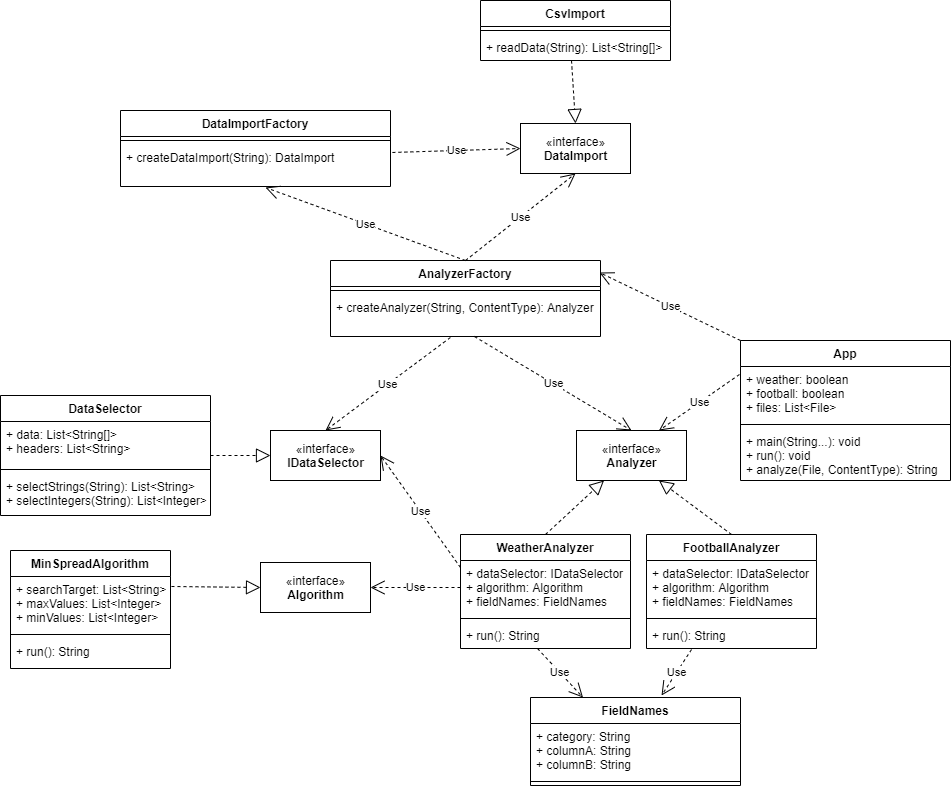 CsvImport
+ readData(String): List<String[]>
DataImportFactory
+ createDataImport(String): DataImport
Use
«interface»
DataImport
Use
Use
AnalyzerFactory
+ createAnalyzer(String, ContentType): Analyzer
Use
App
+ weather: boolean
+ football: boolean
+ files: List<File>
+ main(String...): void
+ run(): void
+ analyze(File, ContentType): String
Use
Use
Use
DataSelector
+ data: List<String[]>
+ headers: List<String>
+ selectStrings(String): List<String>
+ selectIntegers(String): List<Integer>
«interface»
IDataSelector
«interface»
Analyzer
Use
MinSpreadAlgorithm
+ searchTarget: List<String>
+ maxValues: List<Integer>
+ minValues: List<Integer>
+ run(): String
«interface»
Algorithm
Use
WeatherAnalyzer
+ dataSelector: IDataSelector
+ algorithm: Algorithm
+ fieldNames: FieldNames
+ run(): String
FootballAnalyzer
+ dataSelector: IDataSelector
+ algorithm: Algorithm
+ fieldNames: FieldNames
+ run(): String
Use
Use
FieldNames
+ category: String
+ columnA: String
+ columnB: String